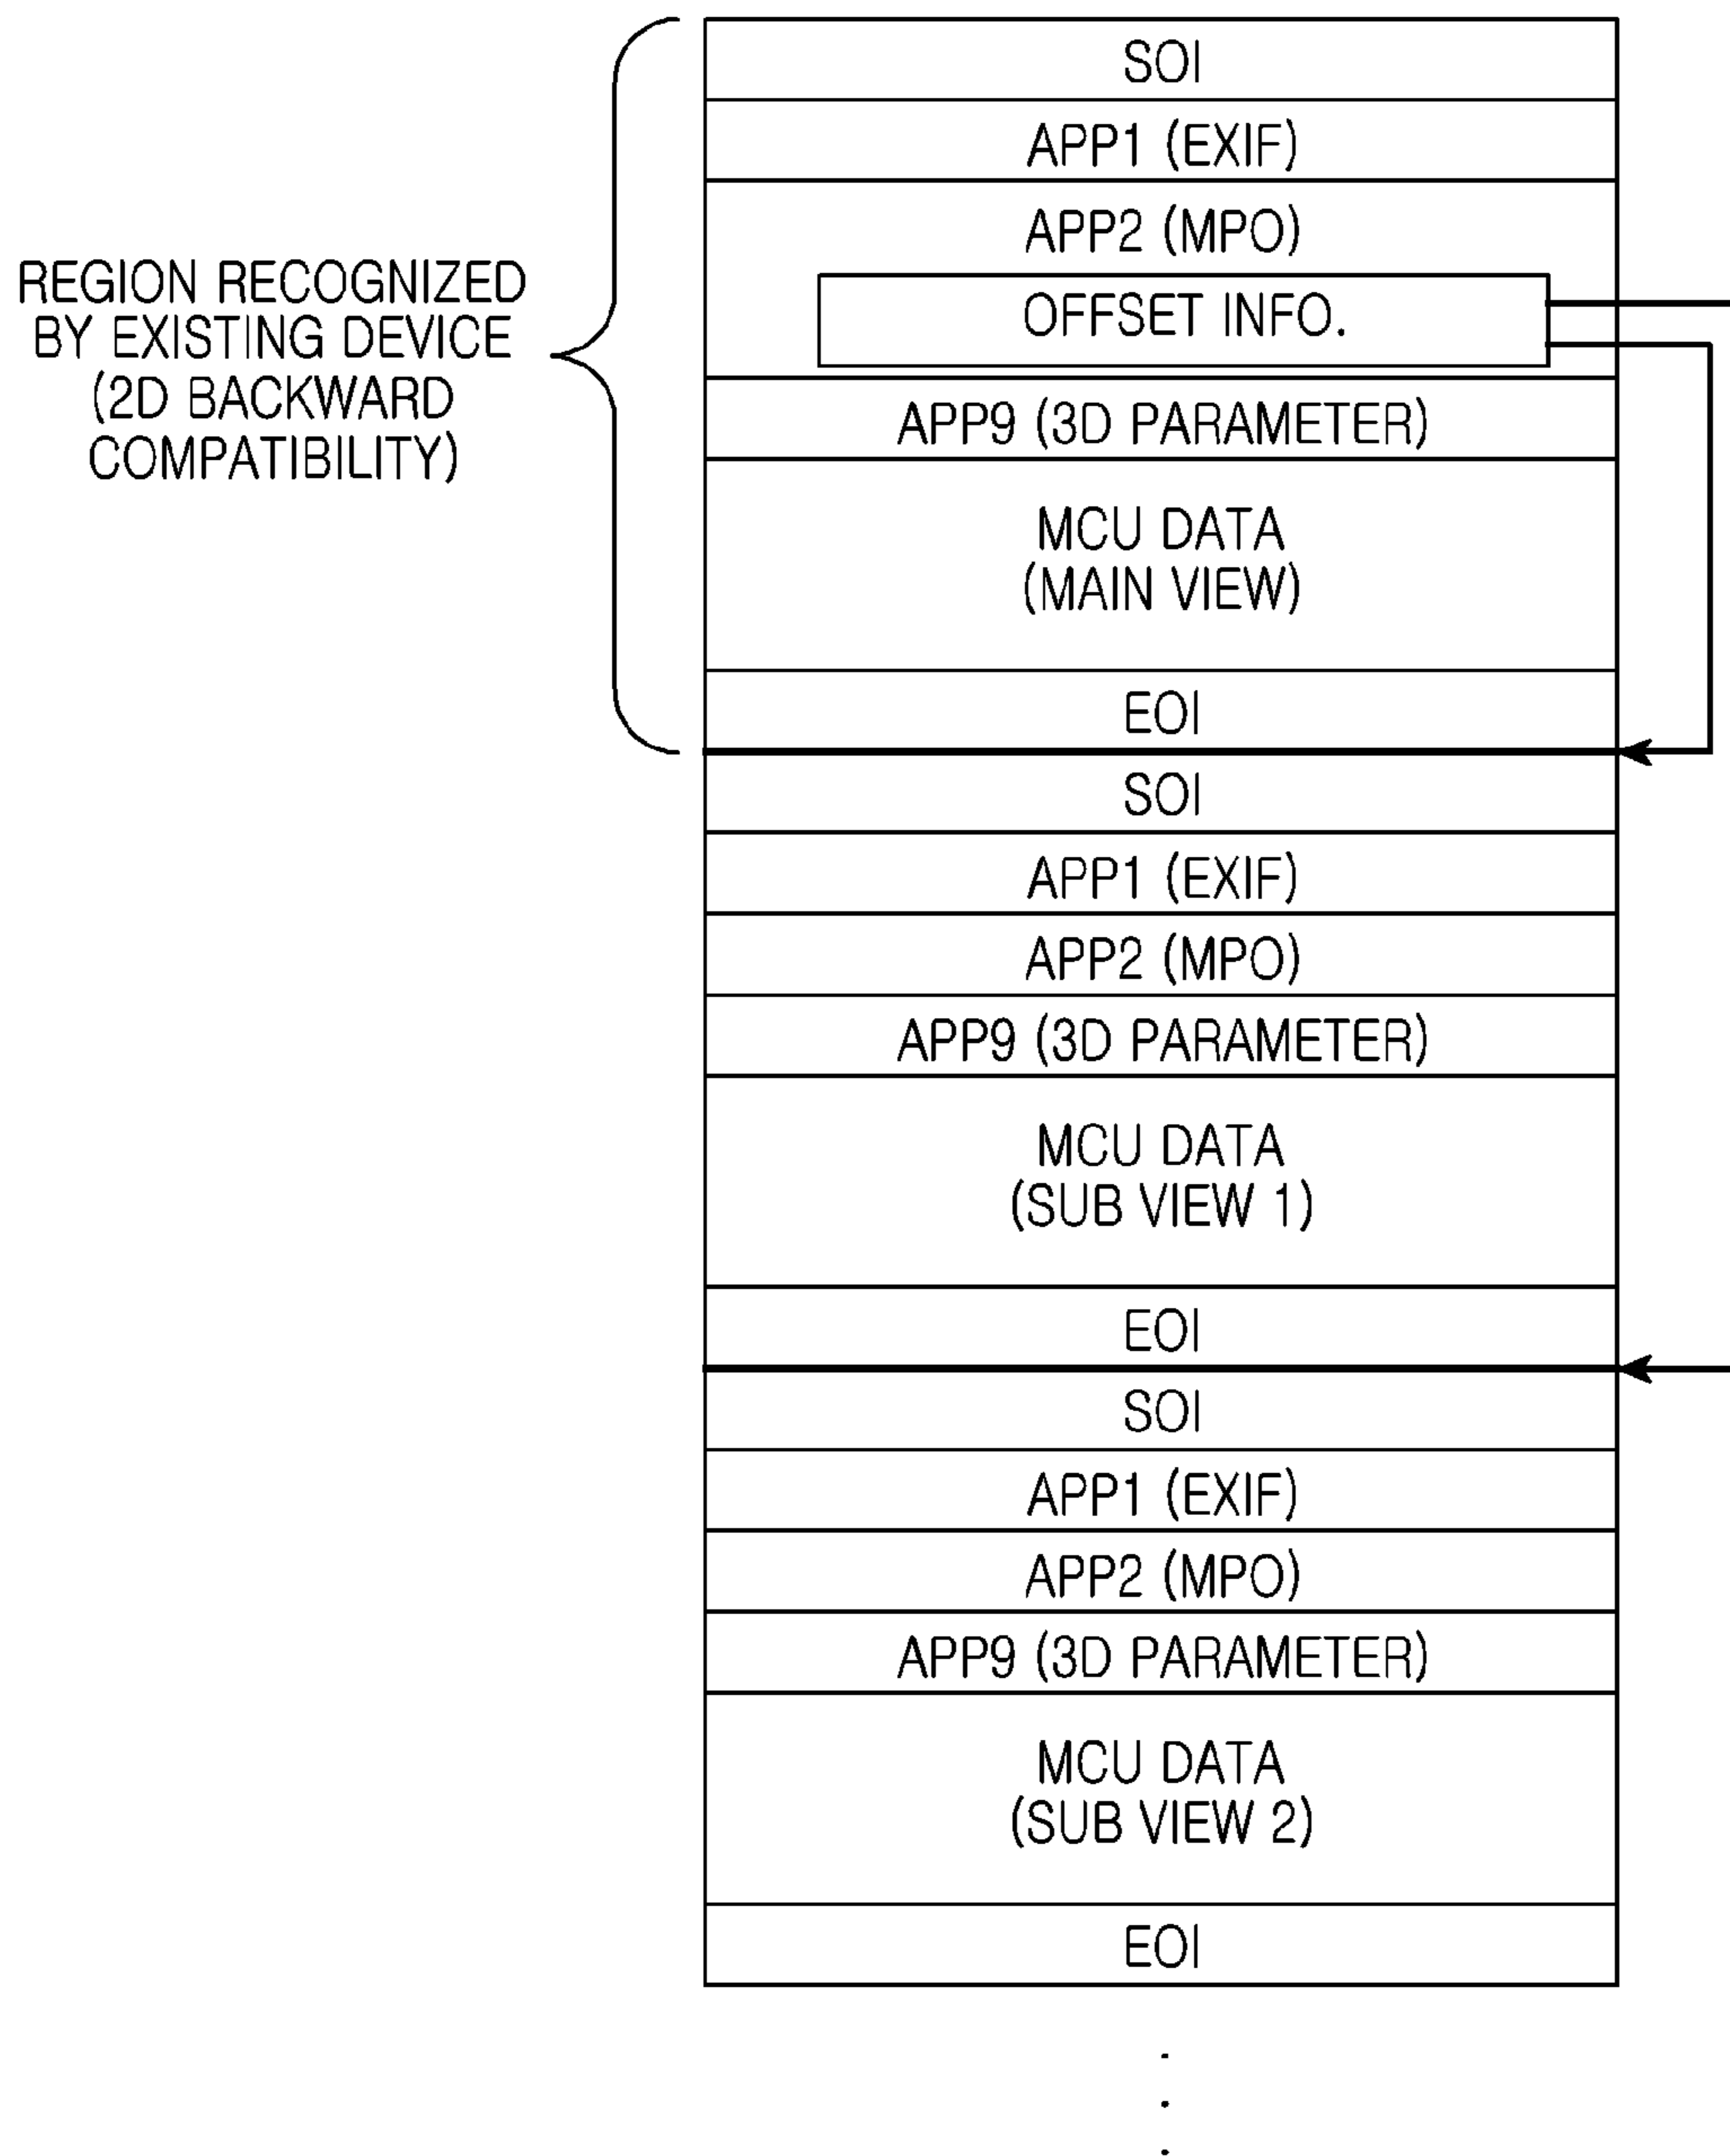 SOI
APP1 (EXIF)
APP2 (MPO)
OFFSET INFO.
APP9 (3D PARAMETER)
MCU DATA
(MAIN VIEW)
EOI
REGION RECOGNIZED
BY EXISTING DEVICE
(2D BACKWARD
COMPATIBILITY)
SOI
APP1 (EXIF)
APP2 (MPO)
APP9 (3D PARAMETER)
MCU DATA
(SUB VIEW 1)
EOI
SOI
APP1 (EXIF)
APP2 (MPO)
APP9 (3D PARAMETER)
MCU DATA
(SUB VIEW 2)
EOI